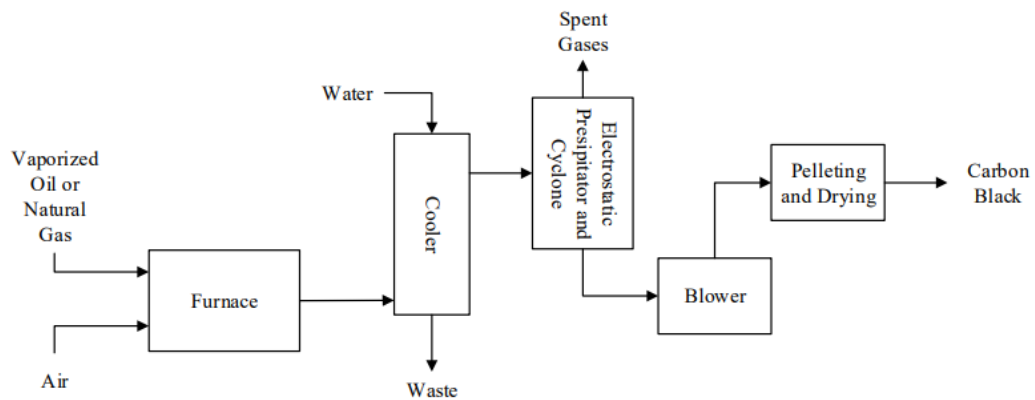 Vaporized
Oil or
Natural
Gas
Air
Furnace
Water
Cooler
Waste
Spent
Gases
Electrostatic
Presipitator and
Cyclone
Blower
Pelleting
and Drying
Carbon
Black